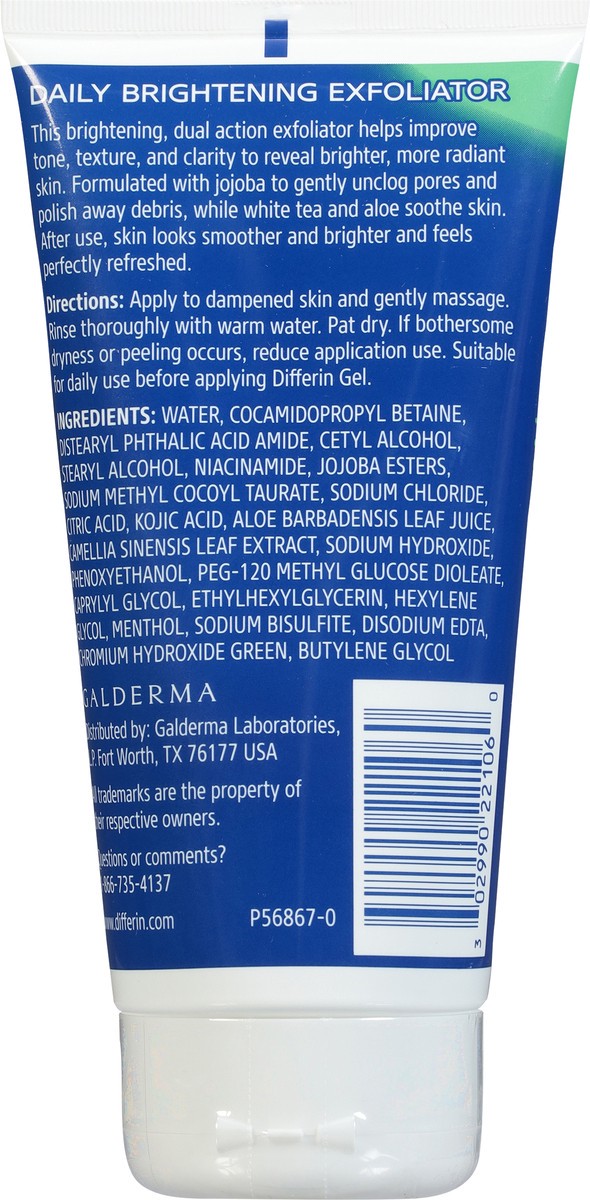 DAILY BRIGHTENING EXFOLIATOR
This brightening, dual action exfoliator helps improve
tone, texture, and clarity to reveal brighter, more radiant
skin. Formulated with jojoba to gently unclog pores and
polish away debris, while white tea and aloe soothe skin.
After use, skin looks smoother and brighter and feels
perfectly refreshed.
Directions: Apply to dampened skin and gently massage.
Rinse thoroughly with warm water. Pat dry. If bothersome
dryness or peeling occurs, reduce application use. Suitable
for daily use before applying Differin Gel.
INGREDIENTS: WATER, COCAMIDOPROPYL BETAINE,
DISTEARYL PHTHALIC ACID AMIDE, CETYL ALCOHOL,
STEARYL ALCOHOL, NIACINAMIDE, JOJOBA ESTERS,
SODIUM METHYL COCOYL TAURATE, SODIUM CHLORIDE,
CITRIC ACID, KOJIC ACID, ALOE BARBADENSIS LEAF JUICE,
CAMELLIA SINENSIS LEAF EXTRACT, SODIUM HYDROXIDE,
PHENOXYETHANOL, PEG-120 METHYL GLUCOSE DIOLEATE,
CAPRYLYL GLYCOL, ETHYLHEXYLGLYCERIN, HEXYLENE
GLYCOL, MENTHOL, SODIUM BISULFITE, DISODIUM EDTA,
CHROMIUM HYDROXIDE GREEN, BUTYLENE GLYCOL
GALDERMA
Distributed by: Galderma Laboratories,
L.P. Fort Worth, TX 76177 USA
All trademarks are the property of
their respective owners.
Questions or comments?
-866-735-4137
www.differin.com
P56867-0
3 02990 22106 0